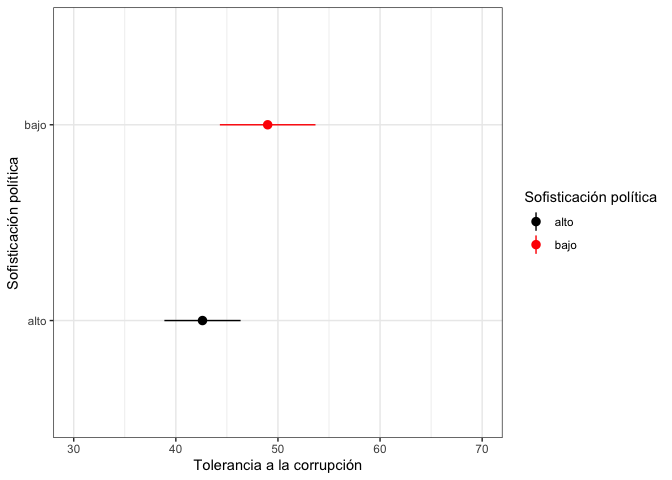 Sofisticación política
bajo
alto
30 40 50 60 70
Tolerancia a la corrupción
Sofisticación política
alto
bajo